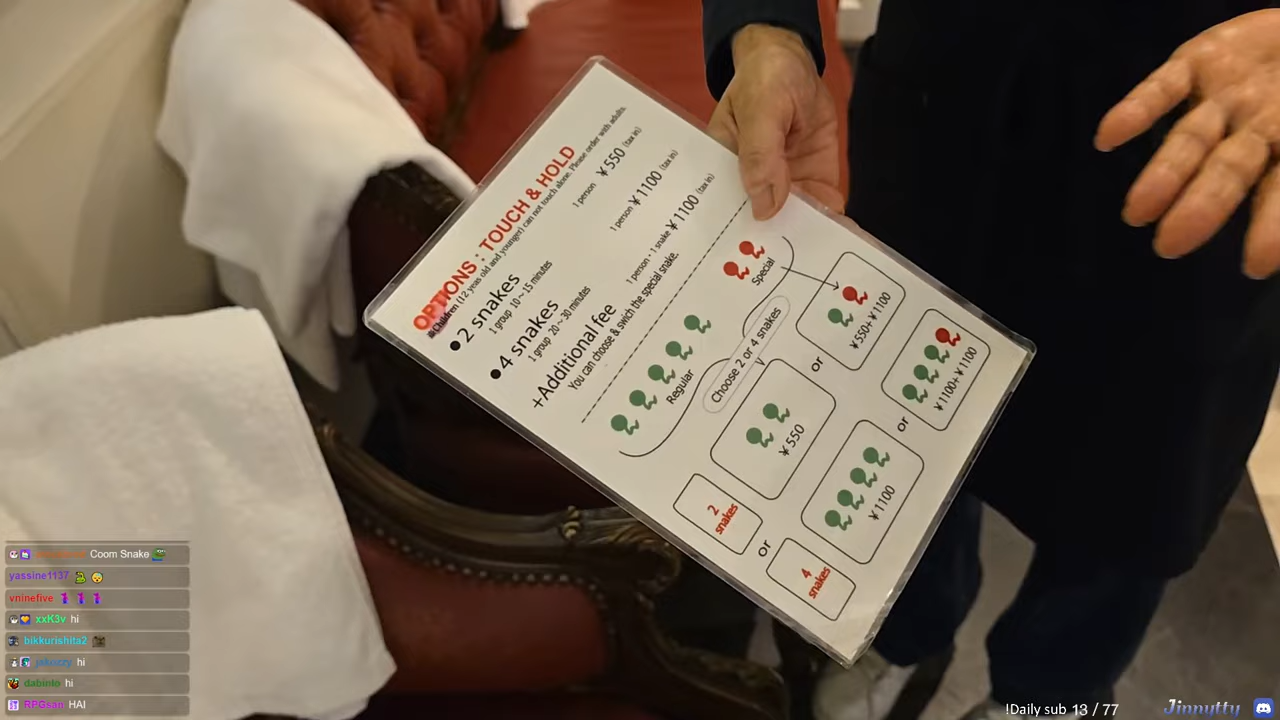 OPTIONS : TOUCH & HOLD
※Children (12 yeas old and younger) can not touch alone. Please order with adults.
●2 snakes
1 group 10～15 minutes
1 person ¥550 (tax in)
●4 snakes
1 group 20～30 minutes
1 person ¥1100 (tax in)
+Additional fee
1 person・1 snake ¥1100 (tax in)
You can choose & swich the special snake.
Regular
Special
Choose 2 or 4 snakes
2
snakes
¥550
or
¥550+¥1100
or
4
snakes
¥1100
or
¥1100+¥1100
Coom Snake
yassine1137
vninefive
xxK3v hi
bikkurishita2
jakozzy hi
dabinlo hi
RPGsan HAI
!Daily sub 13 / 77
Jinnytty